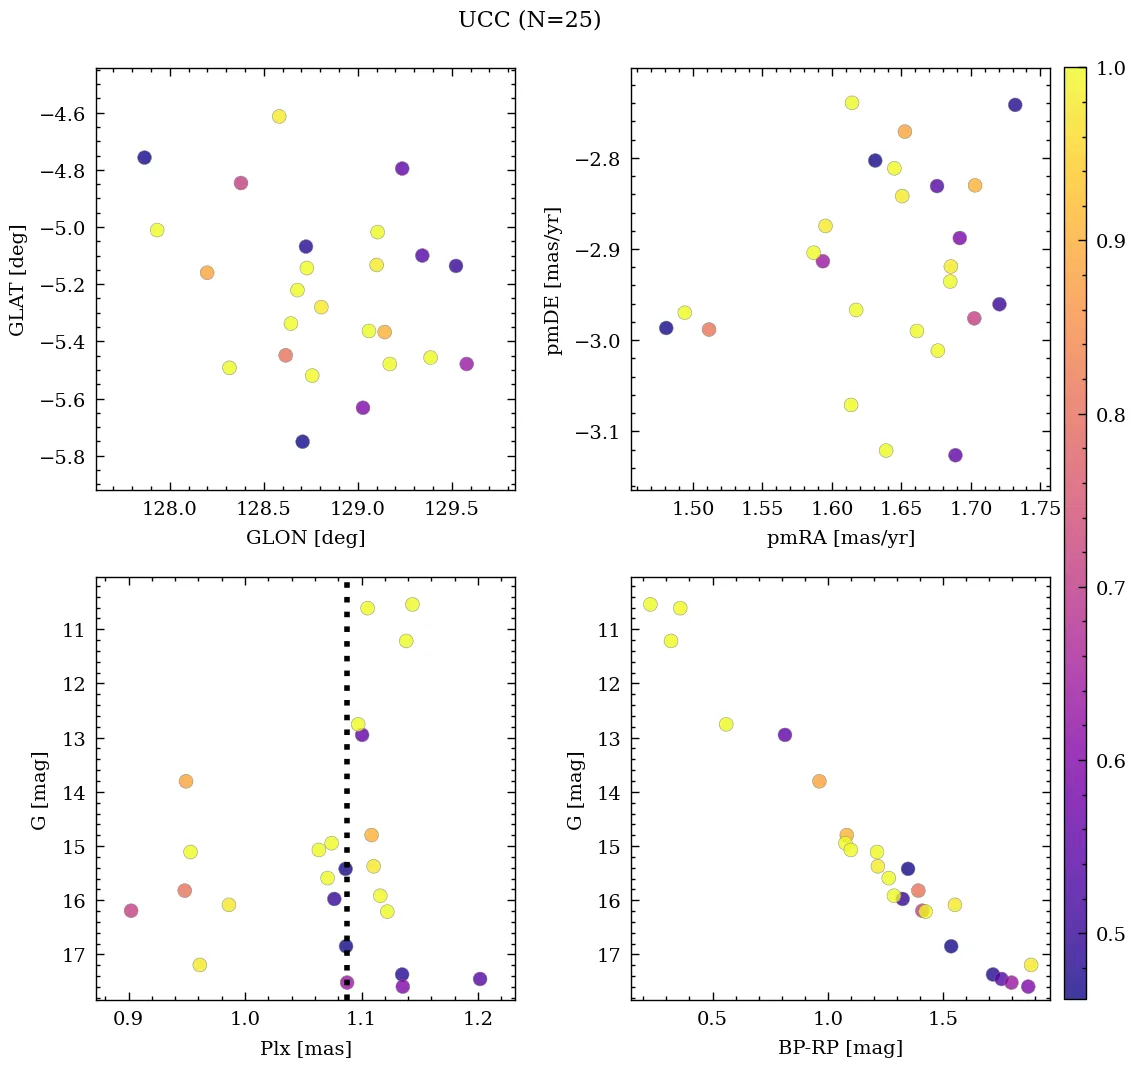 UCC (N=25)
−4.6
−4.8
−5.0
−5.2
−5.4
−5.6
−5.8
GLAT [deg]
128.0 128.5 129.0 129.5
GLON [deg]
−2.8
−2.9
−3.0
−3.1
pmDE [mas/yr]
1.50 1.55 1.60 1.65 1.70 1.75
pmRA [mas/yr]
11
12
13
14
15
16
17
G [mag]
0.9 1.0 1.1 1.2
Plx [mas]
11
12
13
14
15
16
17
G [mag]
0.5 1.0 1.5
BP-RP [mag]
1.0
0.9
0.8
0.7
0.6
0.5